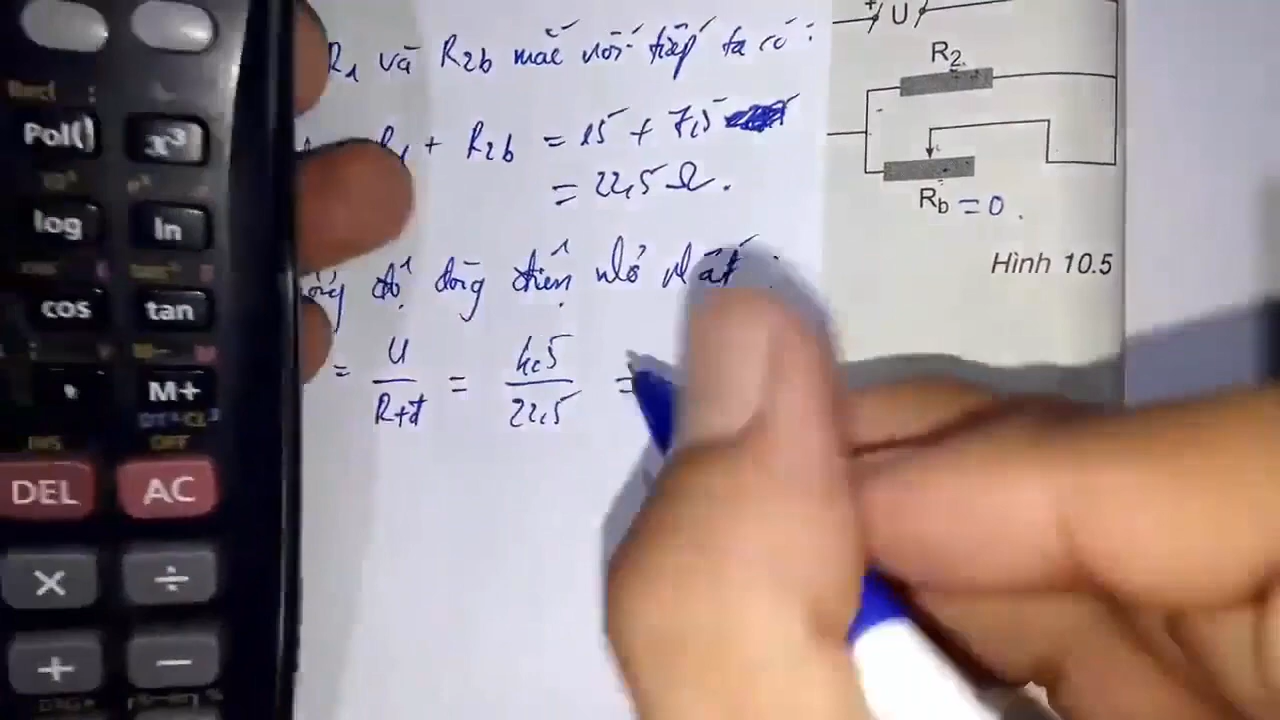 R₁ và R2b mắc nối tiếp ta có:
R₁ + R2b = 15 + 7,5
= 22,5 Ω.
độ dòng điện nhỏ nhất :
= U/Rtđ = 4,5/22,5 =
+ U
R2
Rb = 0.
Hình 10.5
Pol( x³
log ln
cos tan
, M+
DEL AC
× ÷
+ −